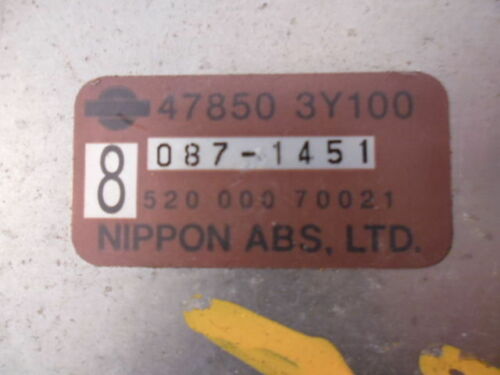 47850 3Y100
8 087-1451
520 000 70021
NIPPON ABS, LTD.